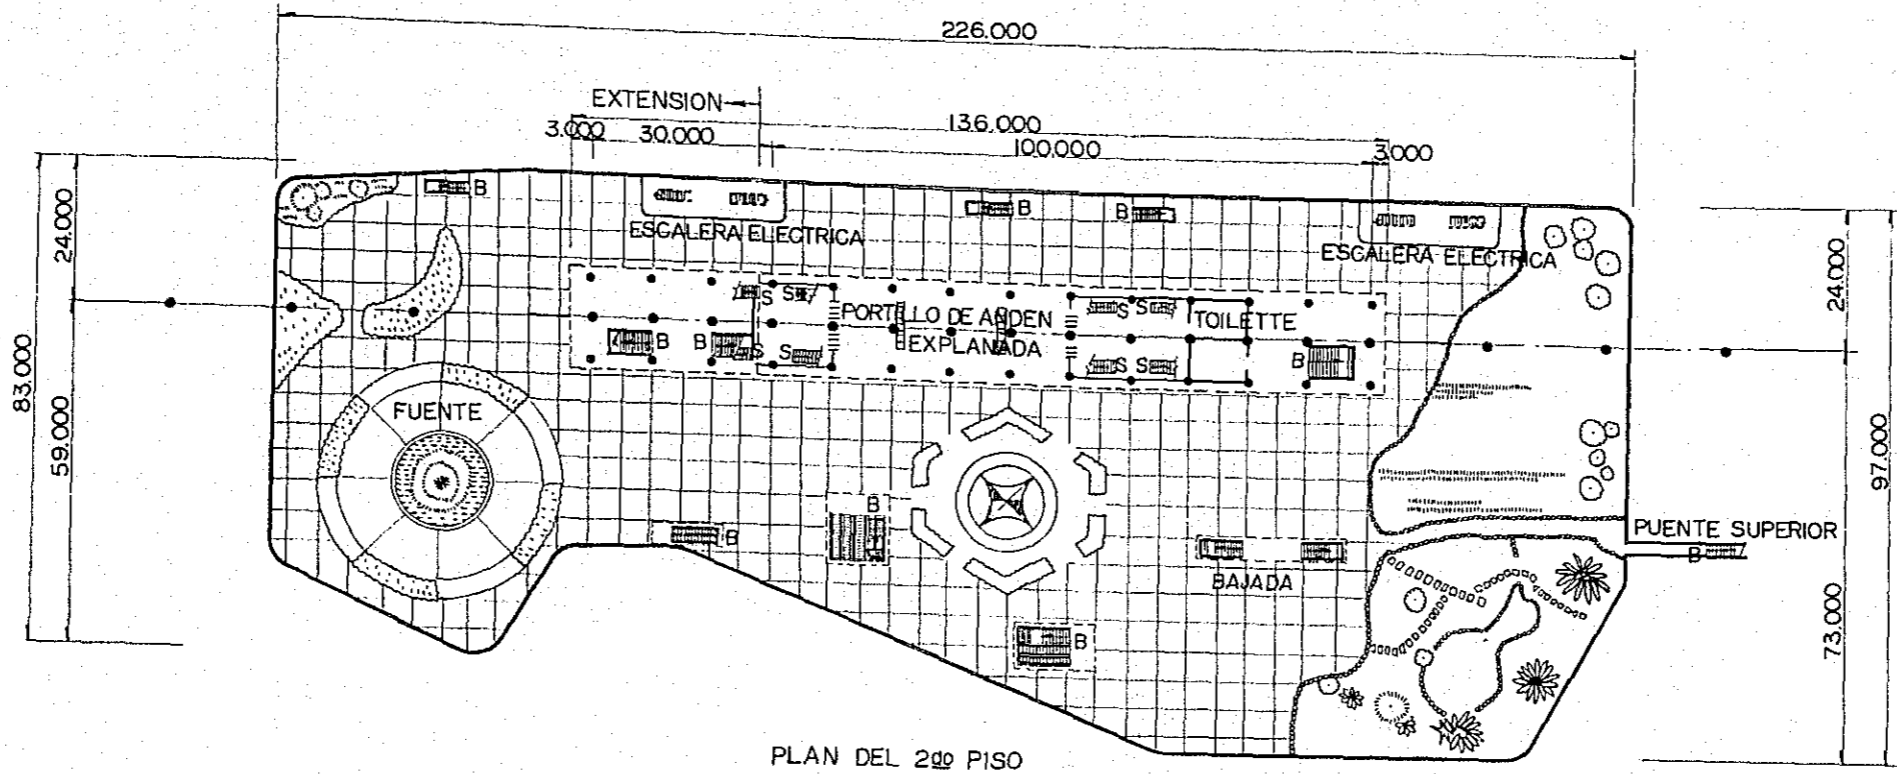 226.000
EXTENSION
136.000
3.000 30.000
100.000
3.000
B
B
B
ESCALERA ELECTRICA
ESCALERA ELECTRICA
24.000
83.000
59.000
24.000
97.000
73.000
S S
S S
PORTILLO DE ANDEN
EXPLANADA
TOILETTE
B B
S S
S S
B
FUENTE
B
B
B
BAJADA
PUENTE SUPERIOR
B
PLAN DEL 2do PISO